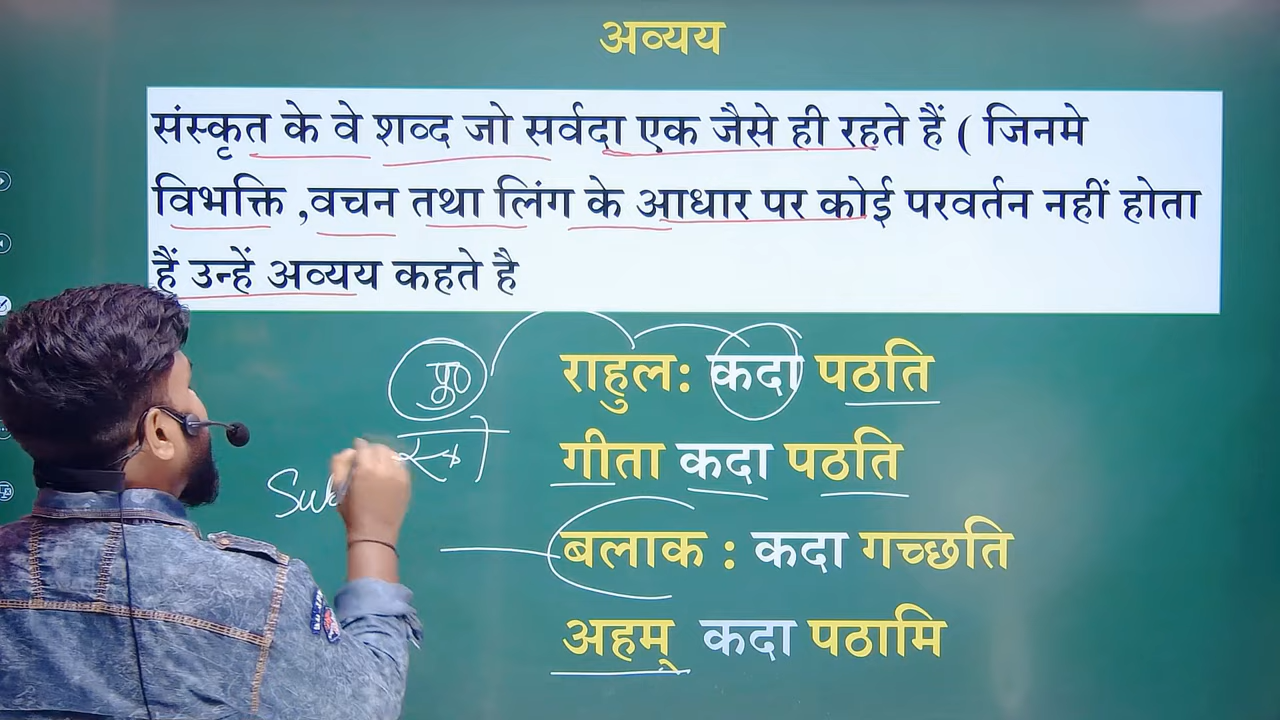 अव्यय
संस्कृत के वे शव्द जो सर्वदा एक जैसे ही रहते हैं ( जिनमे
विभक्ति ,वचन तथा लिंग के आधार पर कोई परवर्तन नहीं होता
हैं उन्हें अव्यय कहते है
पु० राहुल: कदा पठति
स्त्री गीता कदा पठति
बलाक : कदा गच्छति
अहम् कदा पठामि